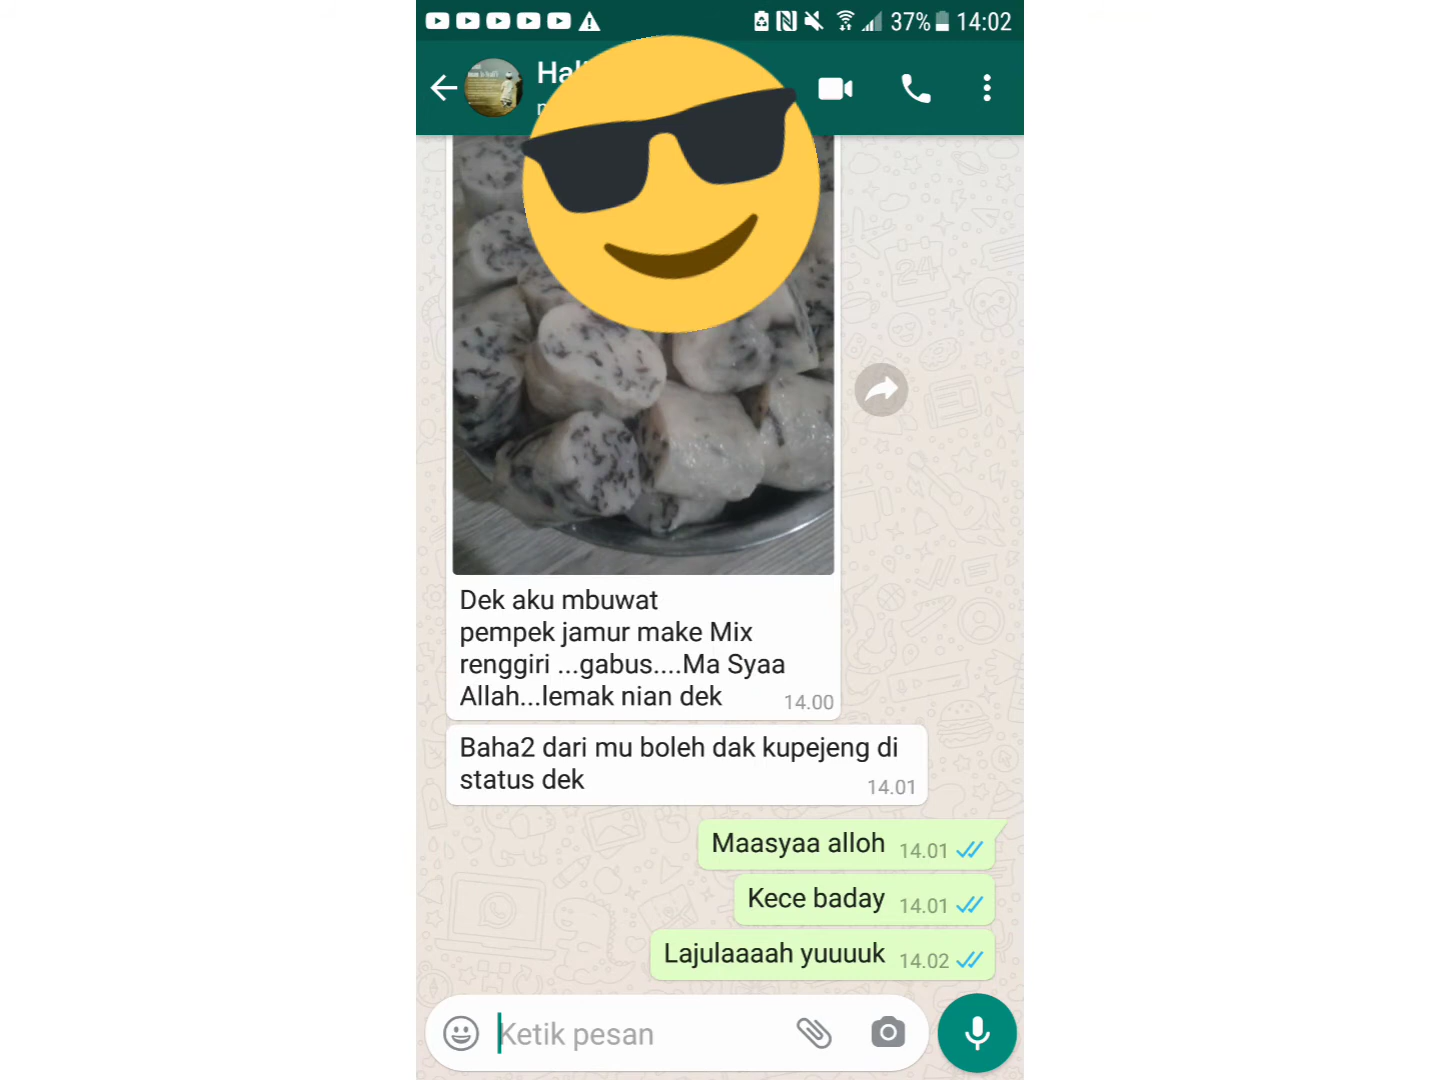 37% 14:02
Dek aku mbuwat
pempek jamur make Mix
renggiri ...gabus....Ma Syaa
Allah...lemak nian dek 14.00
Baha2 dari mu boleh dak kupejeng di
status dek 14.01
Maasyaa alloh 14.01
Kece baday 14.01
Lajulaaaah yuuuuk 14.02
Ketik pesan